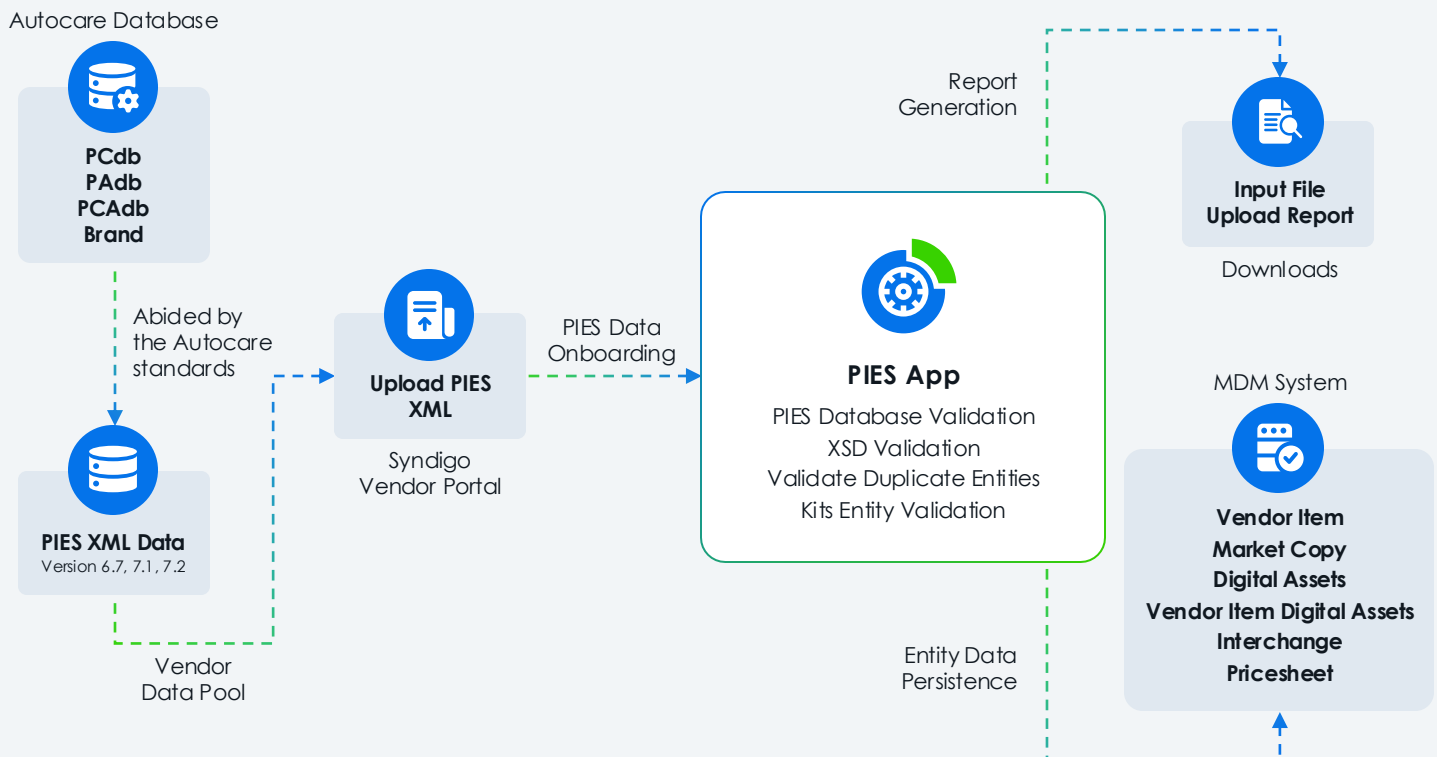 Autocare Database
PCdb
PAdb
PCAdb
Brand
Abided by
the Autocare
standards
PIES XML Data
Version 6.7, 7.1, 7.2
Vendor
Data Pool
Upload PIES
XML
Syndigo
Vendor Portal
PIES Data
Onboarding
PIES App
PIES Database Validation
XSD Validation
Validate Duplicate Entities
Kits Entity Validation
Report
Generation
Input File
Upload Report
Downloads
Entity Data
Persistence
MDM System
Vendor Item
Market Copy
Digital Assets
Vendor Item Digital Assets
Interchange
Pricesheet